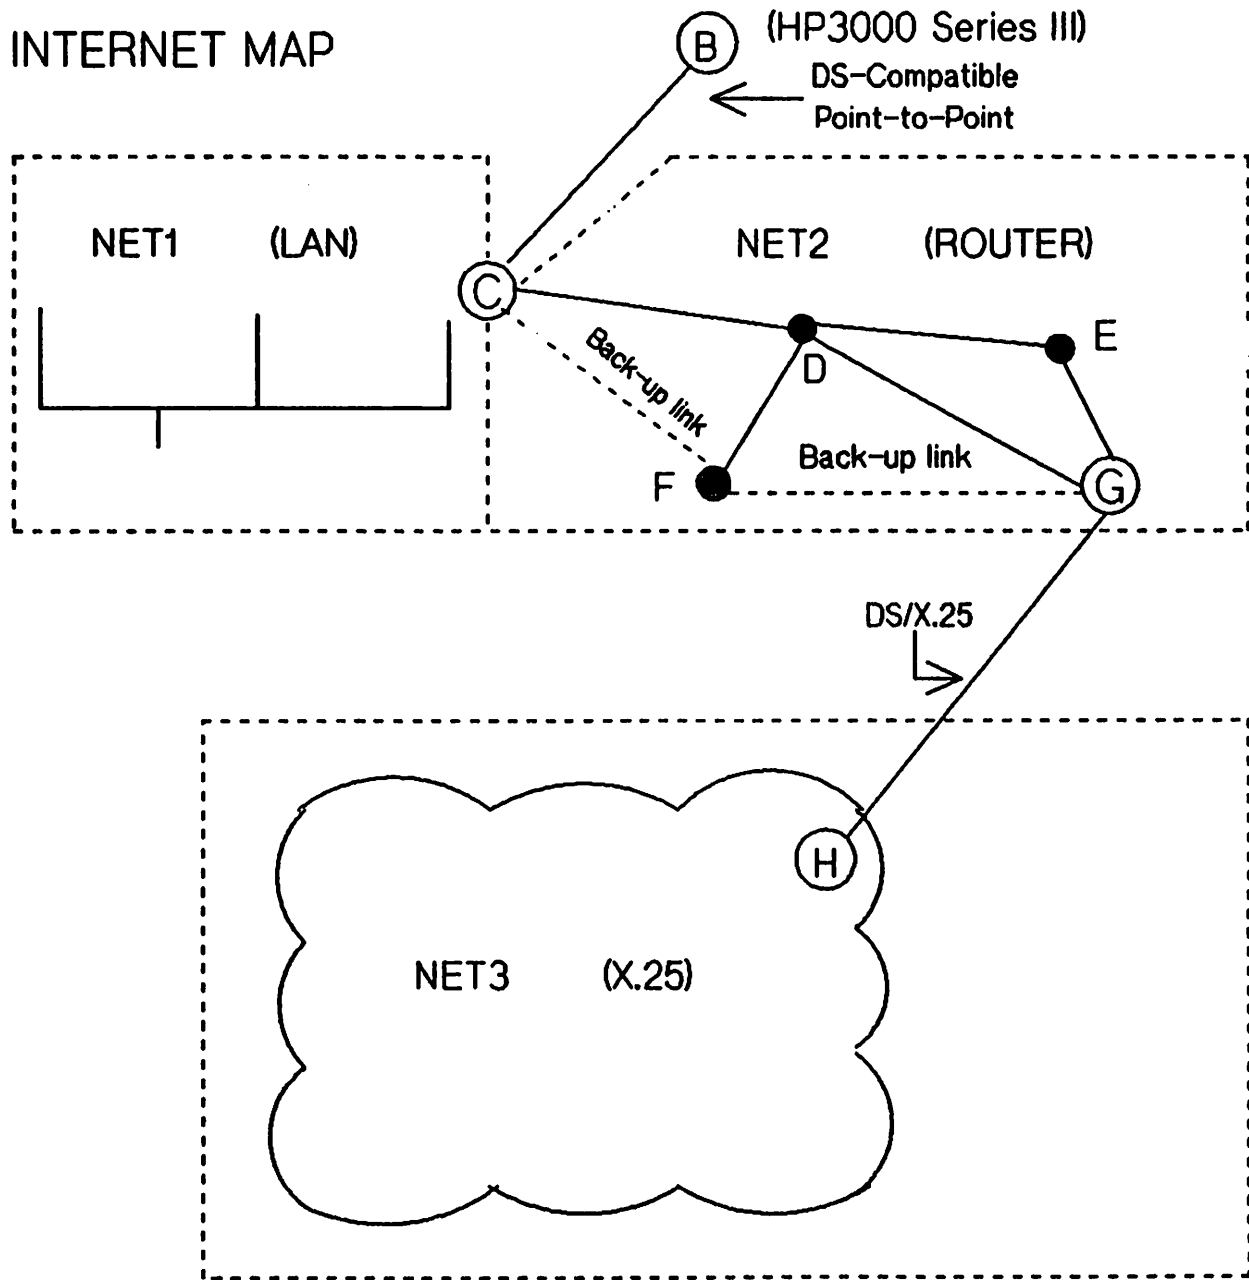 INTERNET MAP
B
(HP3000 Series III)
DS-Compatible
Point-to-Point
NET1 (LAN)
NET2 (ROUTER)
C
D
E
Back-up link
F
Back-up link
G
DS/X.25
H
NET3 (X.25)